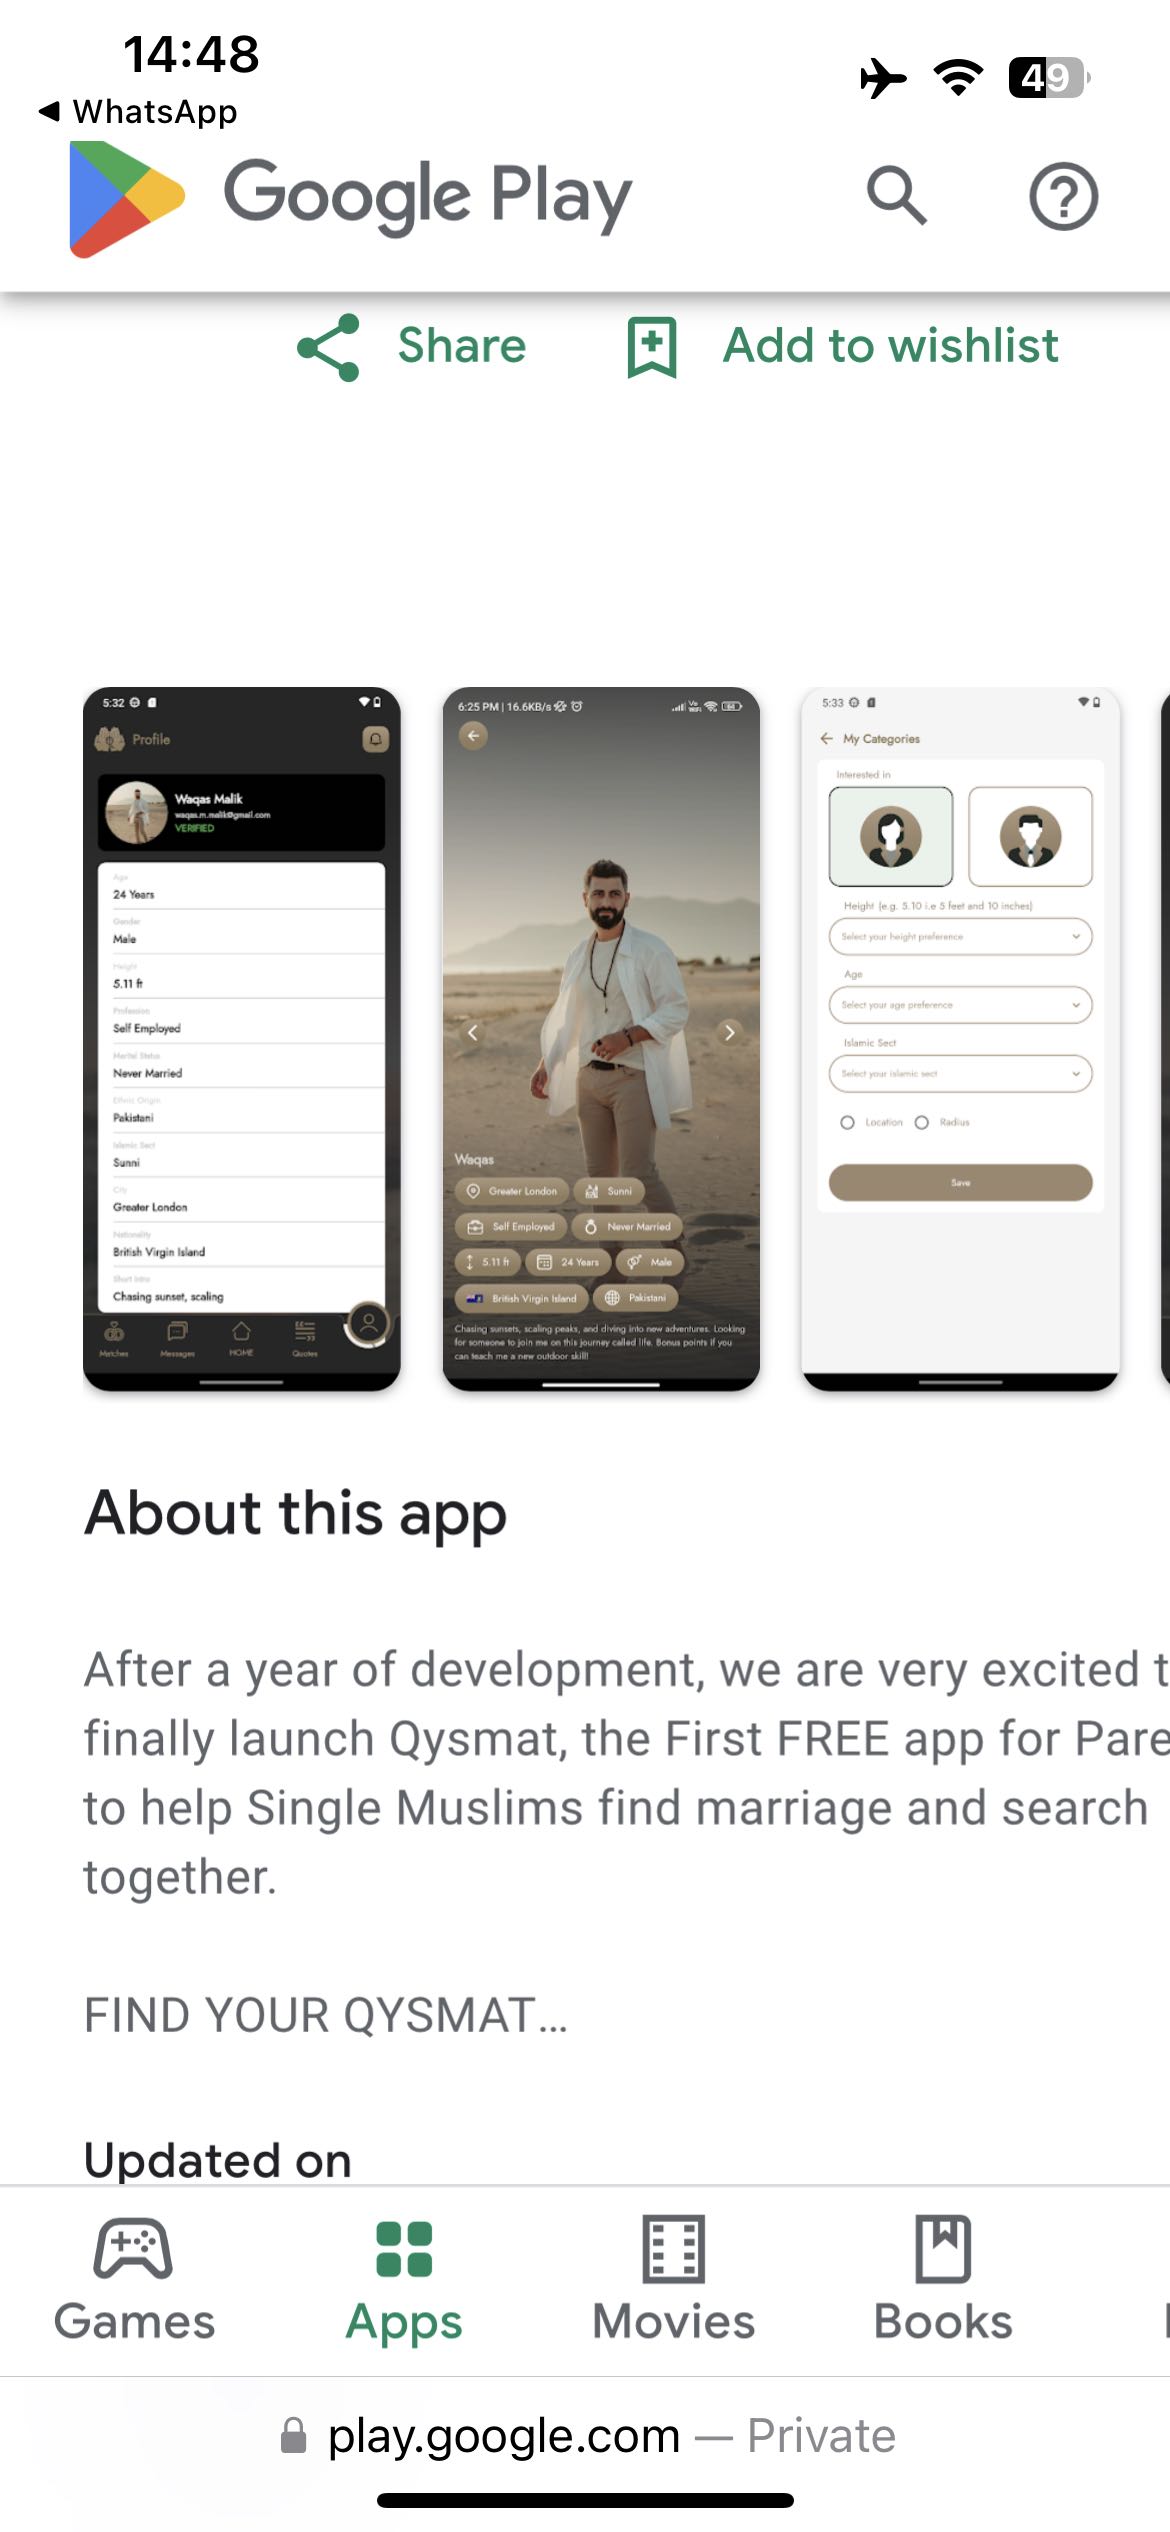 14:48
49
WhatsApp
Google Play
Share
Add to wishlist
5:32
Profile
Waqas Malik
waqas.m.malik@gmail.com
VERIFIED
Age
24 Years
Gender
Male
Height
5.11 ft
Profession
Self Employed
Marital Status
Never Married
Ethnic Origin
Pakistani
Islamic Sect
Sunni
City
Greater London
Nationality
British Virgin Island
Short Intro
Chasing sunset, scaling
Matches
Messages
HOME
Quotes
6:25 PM | 16.6KB/s
Waqas
Greater London
Sunni
Self Employed
Never Married
5.11 ft
24 Years
Male
British Virgin Island
Pakistani
Chasing sunsets, scaling peaks, and diving into new adventures. Looking
for someone to join me on this journey called life. Bonus points if you
can teach me a new outdoor skill!
5:33
My Categories
Interested in
Height (e.g. 5.10 i.e 5 feet and 10 inches)
Select your height preference
Age
Select your age preference
Islamic Sect
Select your islamic sect
Location
Radius
Save
About this app
After a year of development, we are very excited t
finally launch Qysmat, the First FREE app for Pare
to help Single Muslims find marriage and search
together.
FIND YOUR QYSMAT…
Updated on
Games
Apps
Movies
Books
play.google.com — Private